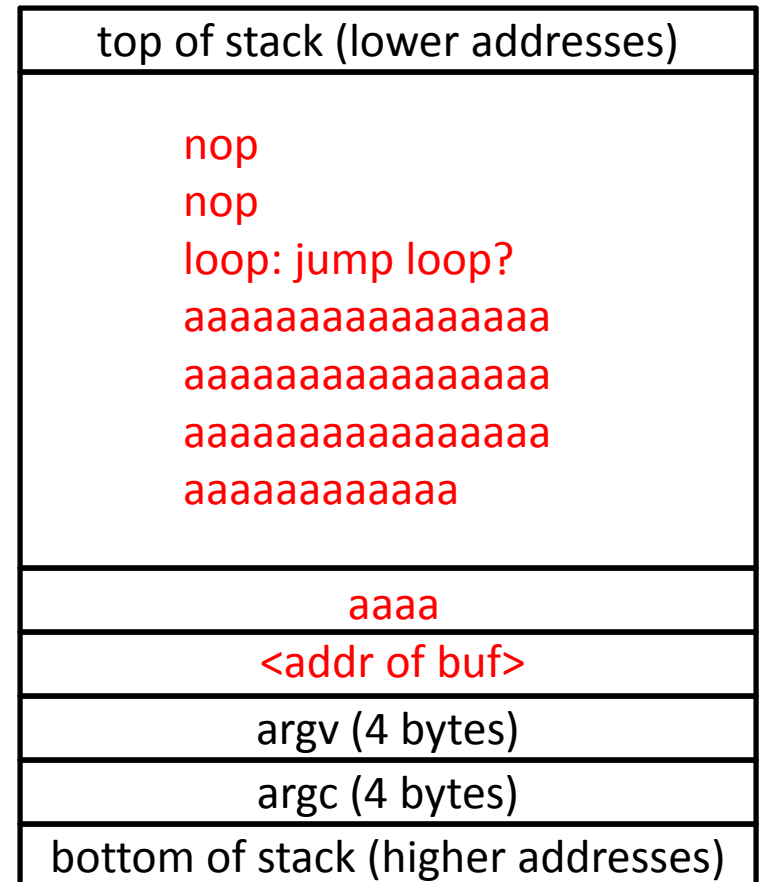 top of stack (lower addresses)
nop
nop
loop: jump loop?
aaaaaaaaaaaaaaaa
aaaaaaaaaaaaaaaa
aaaaaaaaaaaaaaaa
aaaaaaaaaaaa
aaaa
<addr of buf>
argv (4 bytes)
argc (4 bytes)
bottom of stack (higher addresses)